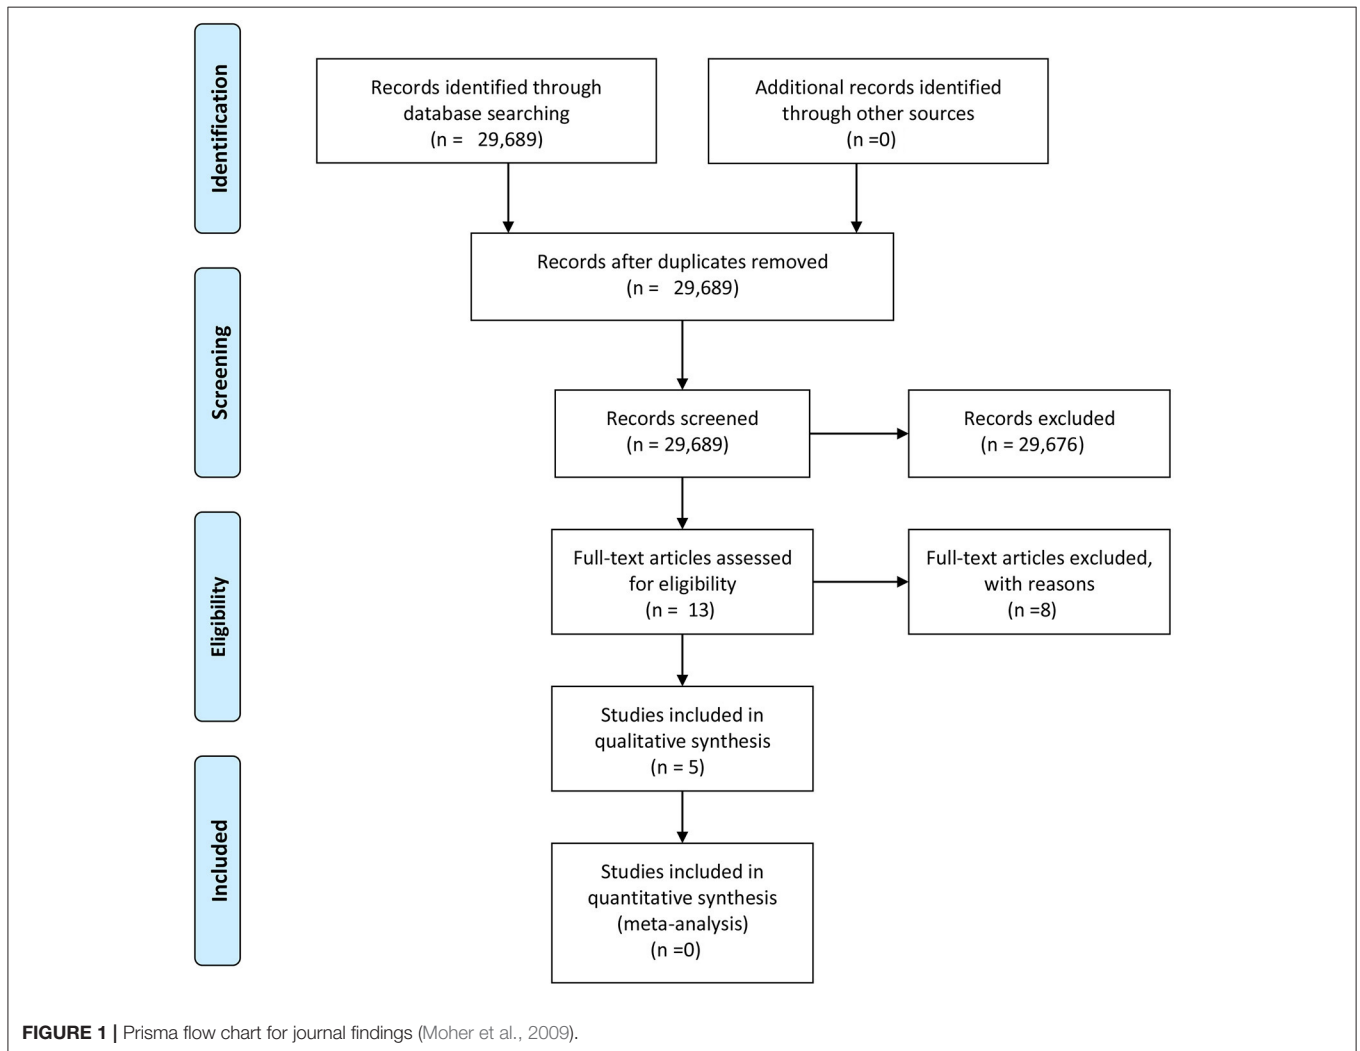 Identification
Records identified through
database searching
(n = 29,689)
Additional records identified
through other sources
(n =0)
Records after duplicates removed
(n = 29,689)
Screening
Records screened
(n = 29,689)
Records excluded
(n = 29,676)
Eligibility
Full-text articles assessed
for eligibility
(n = 13)
Full-text articles excluded,
with reasons
(n =8)
Studies included in
qualitative synthesis
(n = 5)
Included
Studies included in
quantitative synthesis
(meta-analysis)
(n =0)
FIGURE 1 | Prisma flow chart for journal findings (Moher et al., 2009).